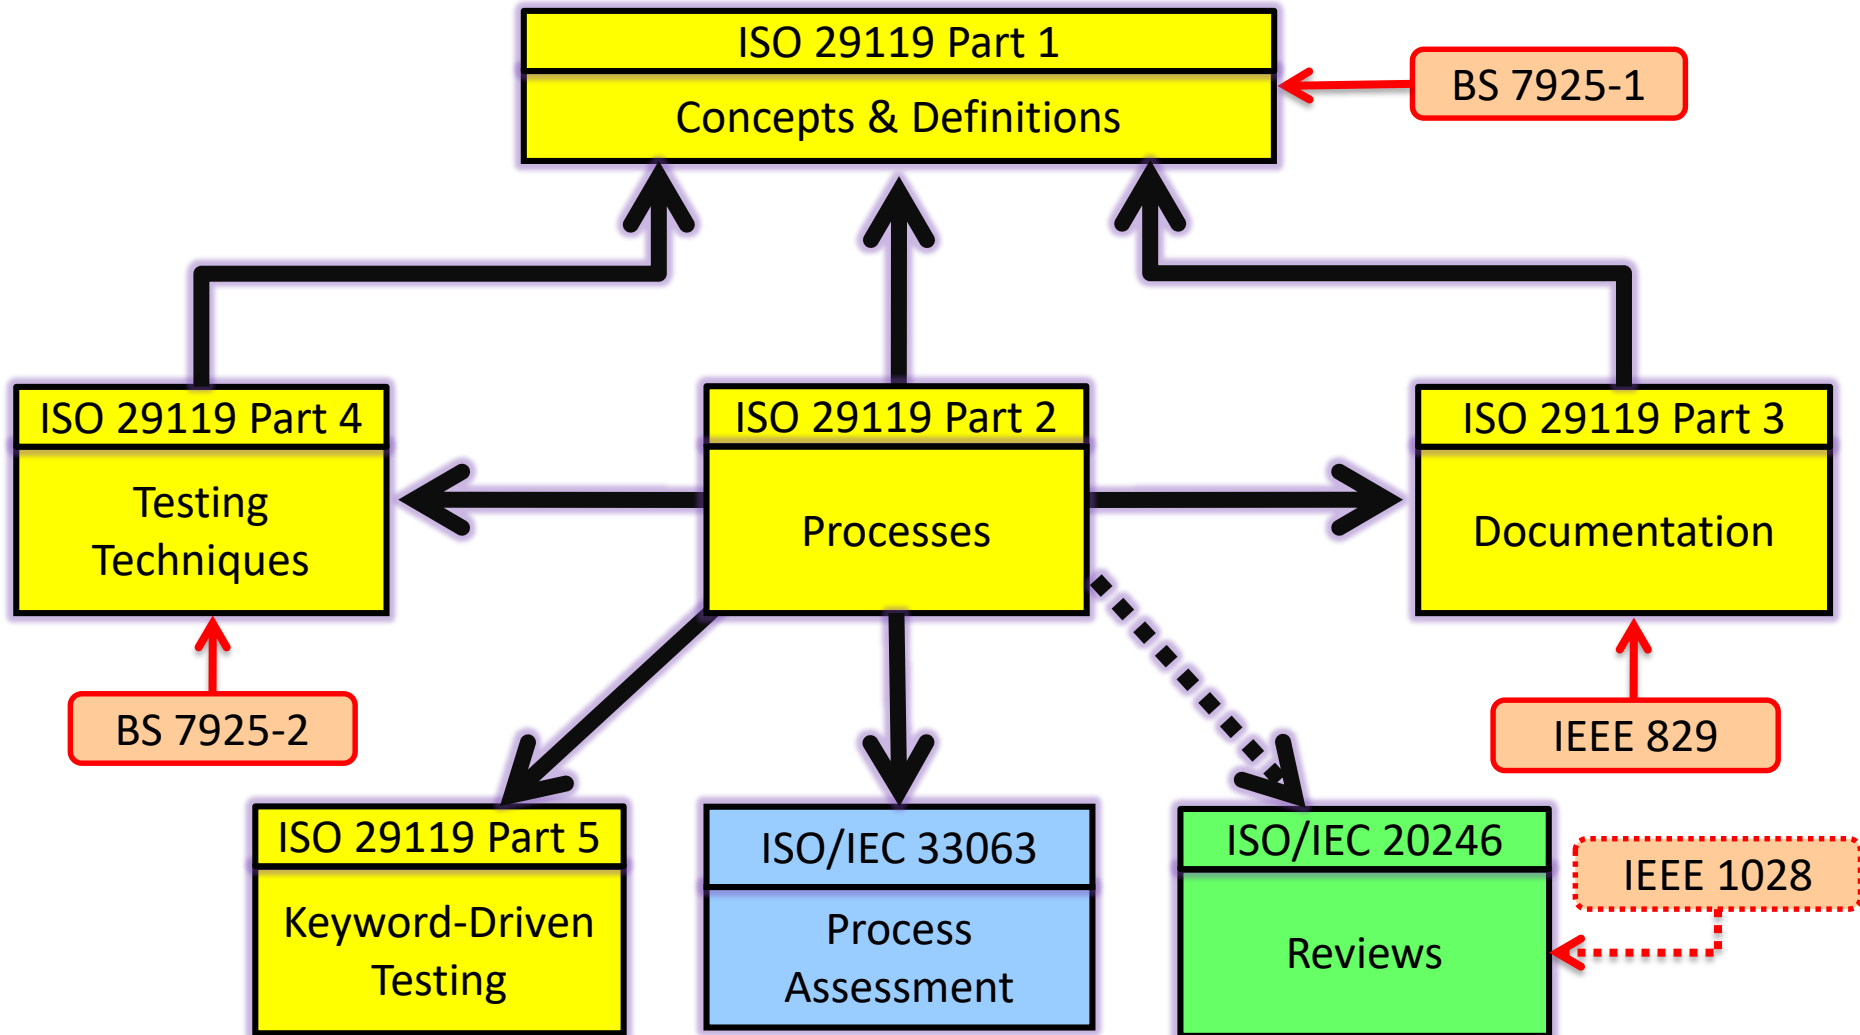 ISO 29119 Part 1
Concepts & Definitions
BS 7925-1
ISO 29119 Part 4
Testing
Techniques
ISO 29119 Part 2
Processes
ISO 29119 Part 3
Documentation
BS 7925-2
IEEE 829
ISO 29119 Part 5
Keyword-Driven
Testing
ISO/IEC 33063
Process
Assessment
ISO/IEC 20246
Reviews
IEEE 1028